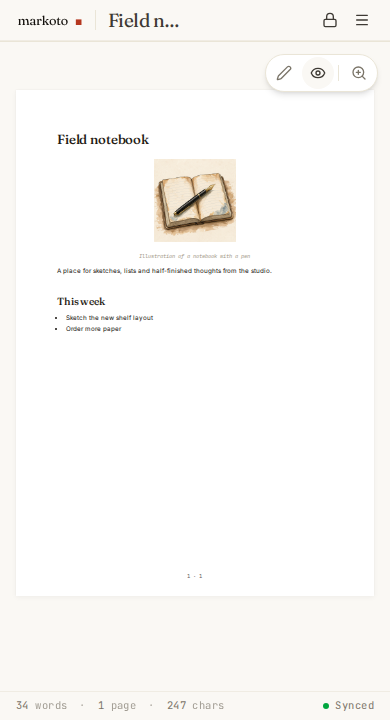 markoto
Field n...
Field notebook
Illustration of a notebook with a pen
A place for sketches, lists and half-finished thoughts from the studio.
This week
• Sketch the new shelf layout
• Order more paper
1 - 1
34 words · 1 page · 247 chars
Synced